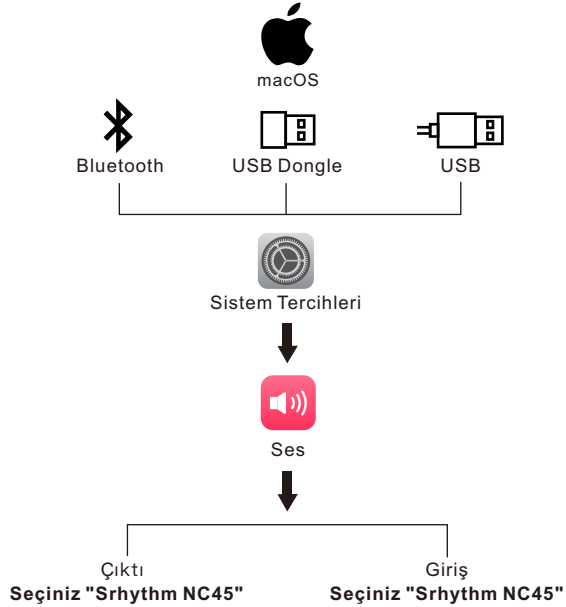 macOS
Bluetooth
USB Dongle
USB
Sistem Tercihleri
Ses
Çıktı
Seçiniz "Srhythm NC45"
Giriş
Seçiniz "Srhythm NC45"